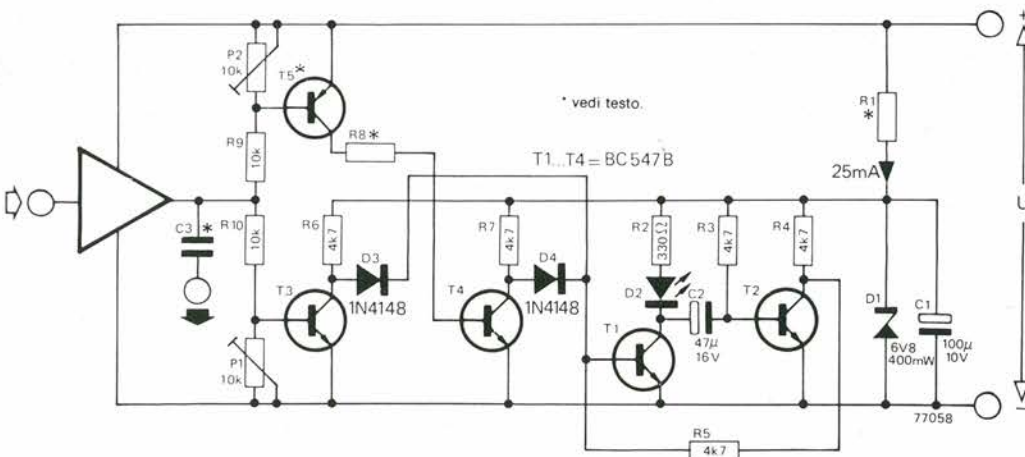 +
P2
10k
T5*
R1
*
* vedi testo.
R8*
R9
10k
T1...T4=BC547B
25mA
U
C3
*
R10
10k
R6
4k7
R7
4k7
R2
330Ω
R3
4k7
R4
4k7
D3
1N4148
D4
1N4148
D2
C2
47µ
16V
T3
T4
T1
T2
D1
6V8
400mW
C1
100µ
10V
P1
10k
77058
R5
4k7